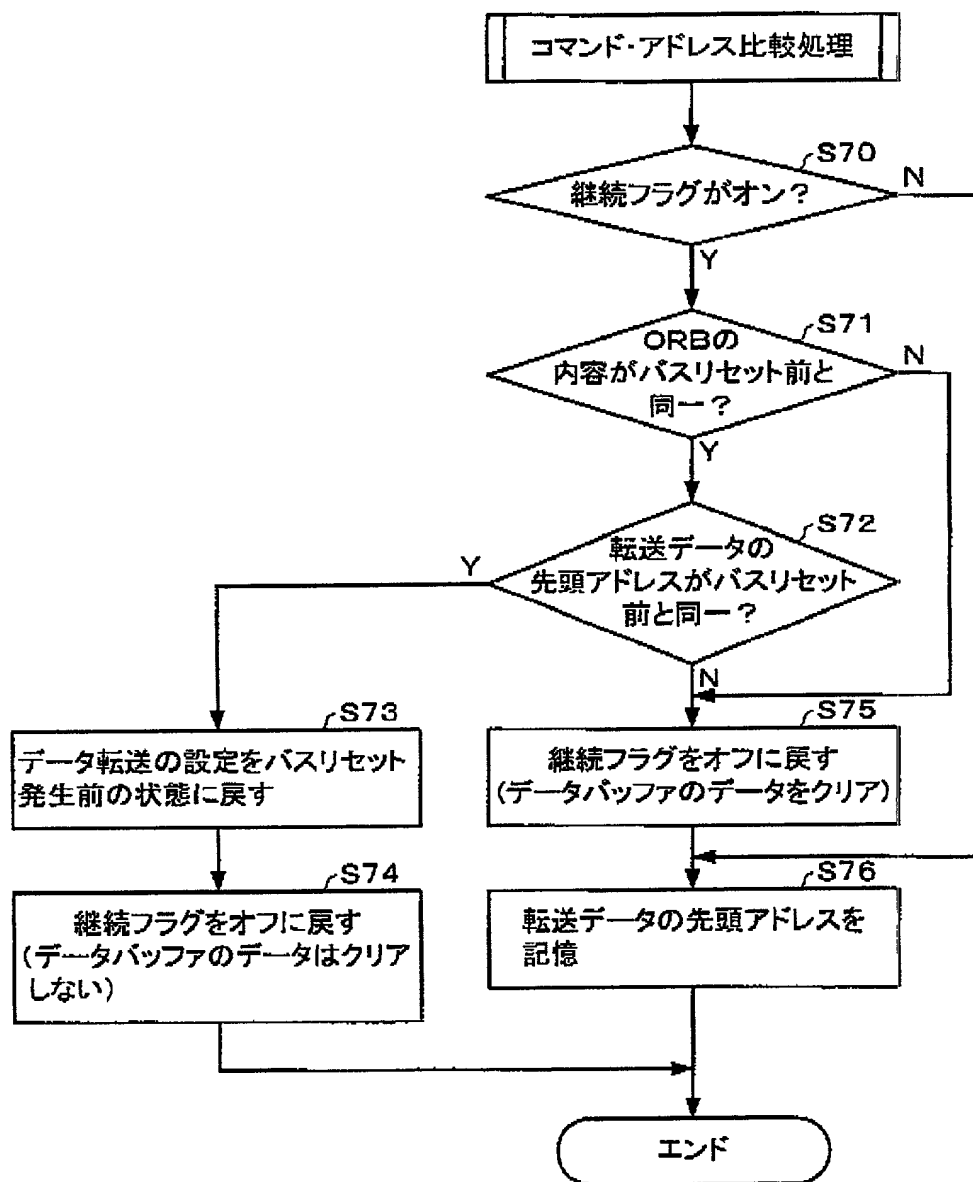 コマンド・アドレス比較処理
S70
継続フラグがオン？
N
Y
S71
ORBの
内容がバスリセット前と
同一？
N
Y
S72
転送データの
先頭アドレスがバスリセット
前と同一？
Y
N
S73
データ転送の設定をバスリセット
発生前の状態に戻す
S74
継続フラグをオフに戻す
（データバッファのデータはクリア
しない）
S75
継続フラグをオフに戻す
（データバッファのデータをクリア）
S76
転送データの先頭アドレスを
記憶
エンド